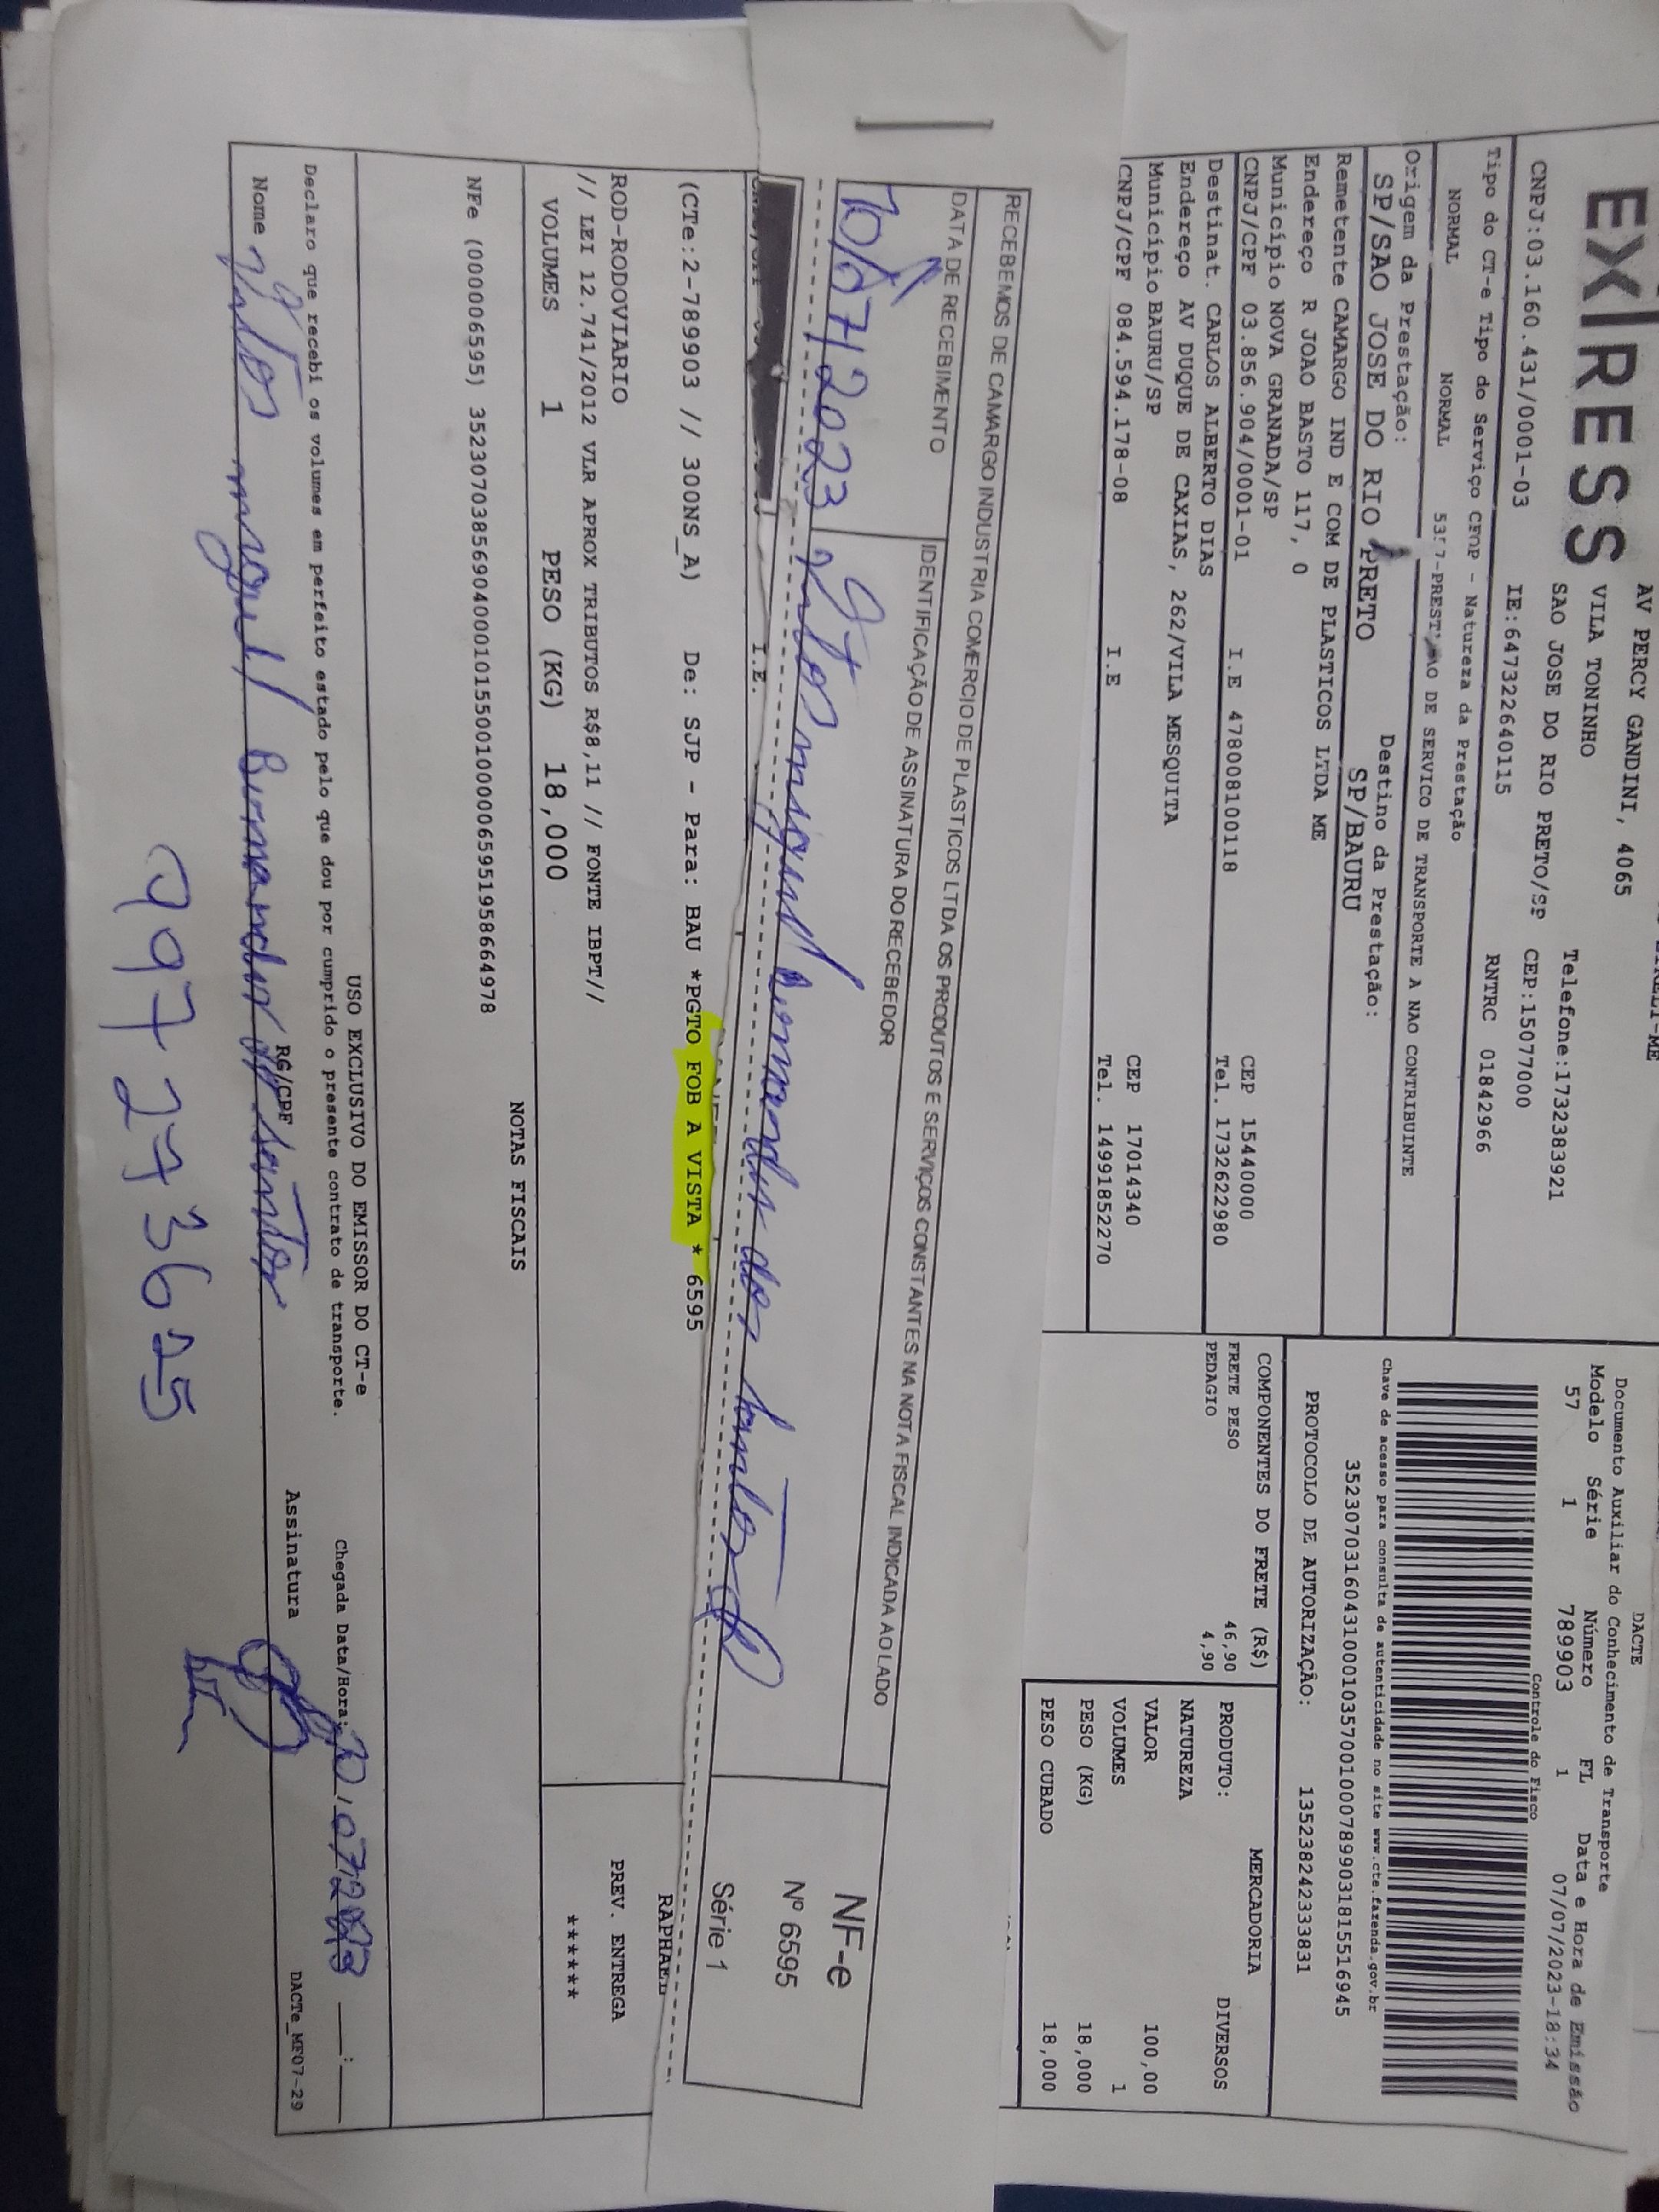 EXPRESS
AV PERCY GANDINI, 4065
VILA TONINHO
SAO JOSE DO RIO PRETO/SP
Telefone:1732383921
CEP:15077000
CNPJ:03.160.431/0001-03 IE:647322640115 RNTRC 01842966
Tipo do CT-e Tipo do Serviço CFOP - Natureza da Prestação
NORMAL NORMAL DE SERVICO DE TRANSPORTE A NAO CONTRIBUINTE
Origem da Prestação: Destino da Prestação:
SP/SAO JOSE DO RIO PRETO SP/BAURU
Remetente CAMARGO IND E COM DE PLASTICOS LTDA ME
Endereço R JOAO BASTO 117, 0
Município NOVA GRANADA/SP CEP 15440000
CNPJ/CPF 03.856.904/0001-01 I.E 478008100118 Tel. 1732622980
Destinat. CARLOS ALBERTO DIAS
Endereço AV DUQUE DE CAXIAS, 262/VILA MESQUITA
Município BAURU/SP CEP 17014340
CNPJ/CPF 084.594.178-08 I.E Tel. 14991852270
DACTE
Documento Auxiliar do Conhecimento de Transporte
Modelo Série Número FL Data e Hora de Emissão
57 1 789903 1 07/07/2023-18:34
Controle do Fisco
Chave de acesso para consulta de autenticidade no site www.cte.fazenda.gov.br
35230703160431000103570010007899031815516945
PROTOCOLO DE AUTORIZAÇÃO: 135238242333831
COMPONENTES DO FRETE (R$)
FRETE PESO 46,90
PEDAGIO 4,90
MERCADORIA
PRODUTO: DIVERSOS
NATUREZA
VALOR 100,00
VOLUMES 1
PESO (KG) 18,000
PESO CUBADO 18,000
RECEBEMOS DE CAMARGO INDUSTRIA COMERCIO DE PLASTICOS LTDA OS PRODUTOS E SERVIÇOS CONSTANTES NA NOTA FISCAL INDICADA AO LADO
DATA DE RECEBIMENTO IDENTIFICAÇÃO DE ASSINATURA DO RECEBEDOR
10/07/2023 dos Santos
NF-e
Nº 6595
Série 1
I.E.
(CTe:2-789903 // 300NS_A) De: SJP - Para: BAU *PGTO FOB A VISTA * 6595
RAPHAEL
ROD-RODOVIARIO
// LEI 12.741/2012 VLR APROX TRIBUTOS R$8,11 // FONTE IBPT//
PREV. ENTREGA
VOLUMES 1 PESO (KG) 18,000
******
NOTAS FISCAIS
NFe (000006595) 35230703856904000101550010000065951958664978
USO EXCLUSIVO DO EMISSOR DO CT-e
Declaro que recebi os volumes em perfeito estado pelo que dou por cumprido o presente contrato de transporte.
Chegada Data/Hora:
Nome RG/CPF Assinatura
DACTe_MF07-29
997273625